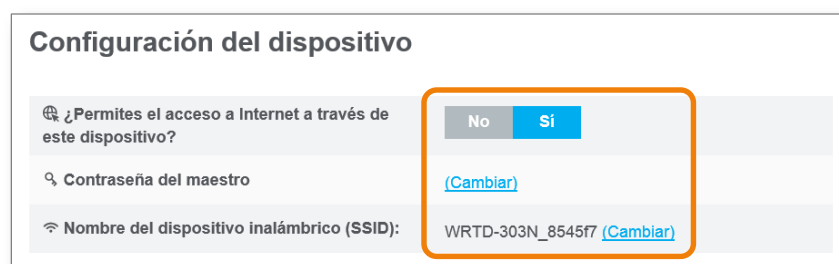 Configuración del dispositivo
¿Permites el acceso a Internet a través de
este dispositivo?
No Sí
Contraseña del maestro
(Cambiar)
Nombre del dispositivo inalámbrico (SSID):
WRTD-303N_8545f7 (Cambiar)